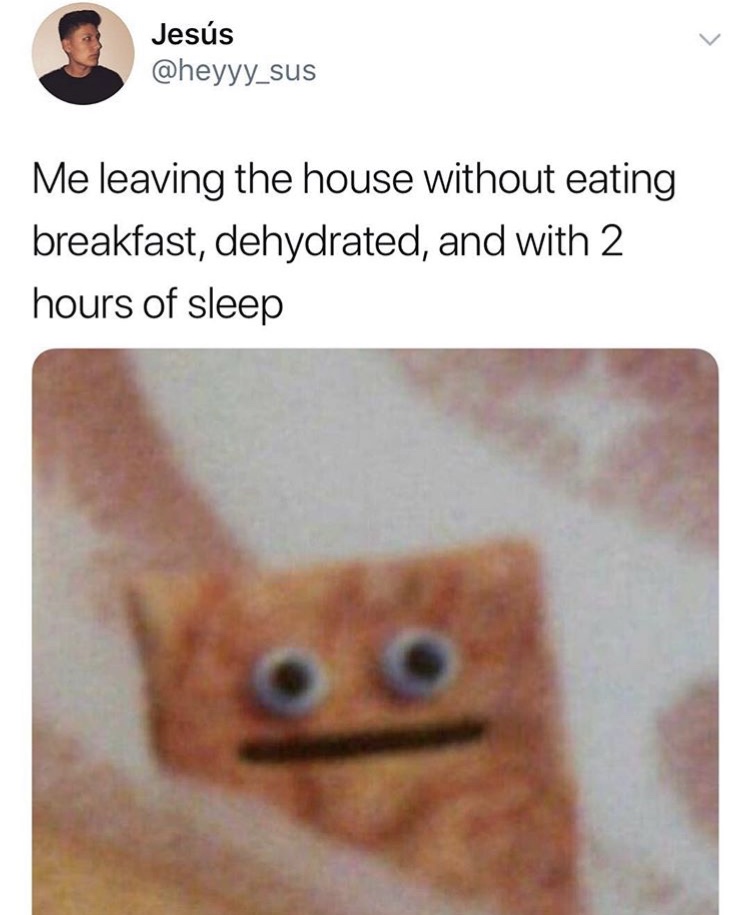 Jesús
@heyyy_sus
Me leaving the house without eating
breakfast, dehydrated, and with 2
hours of sleep